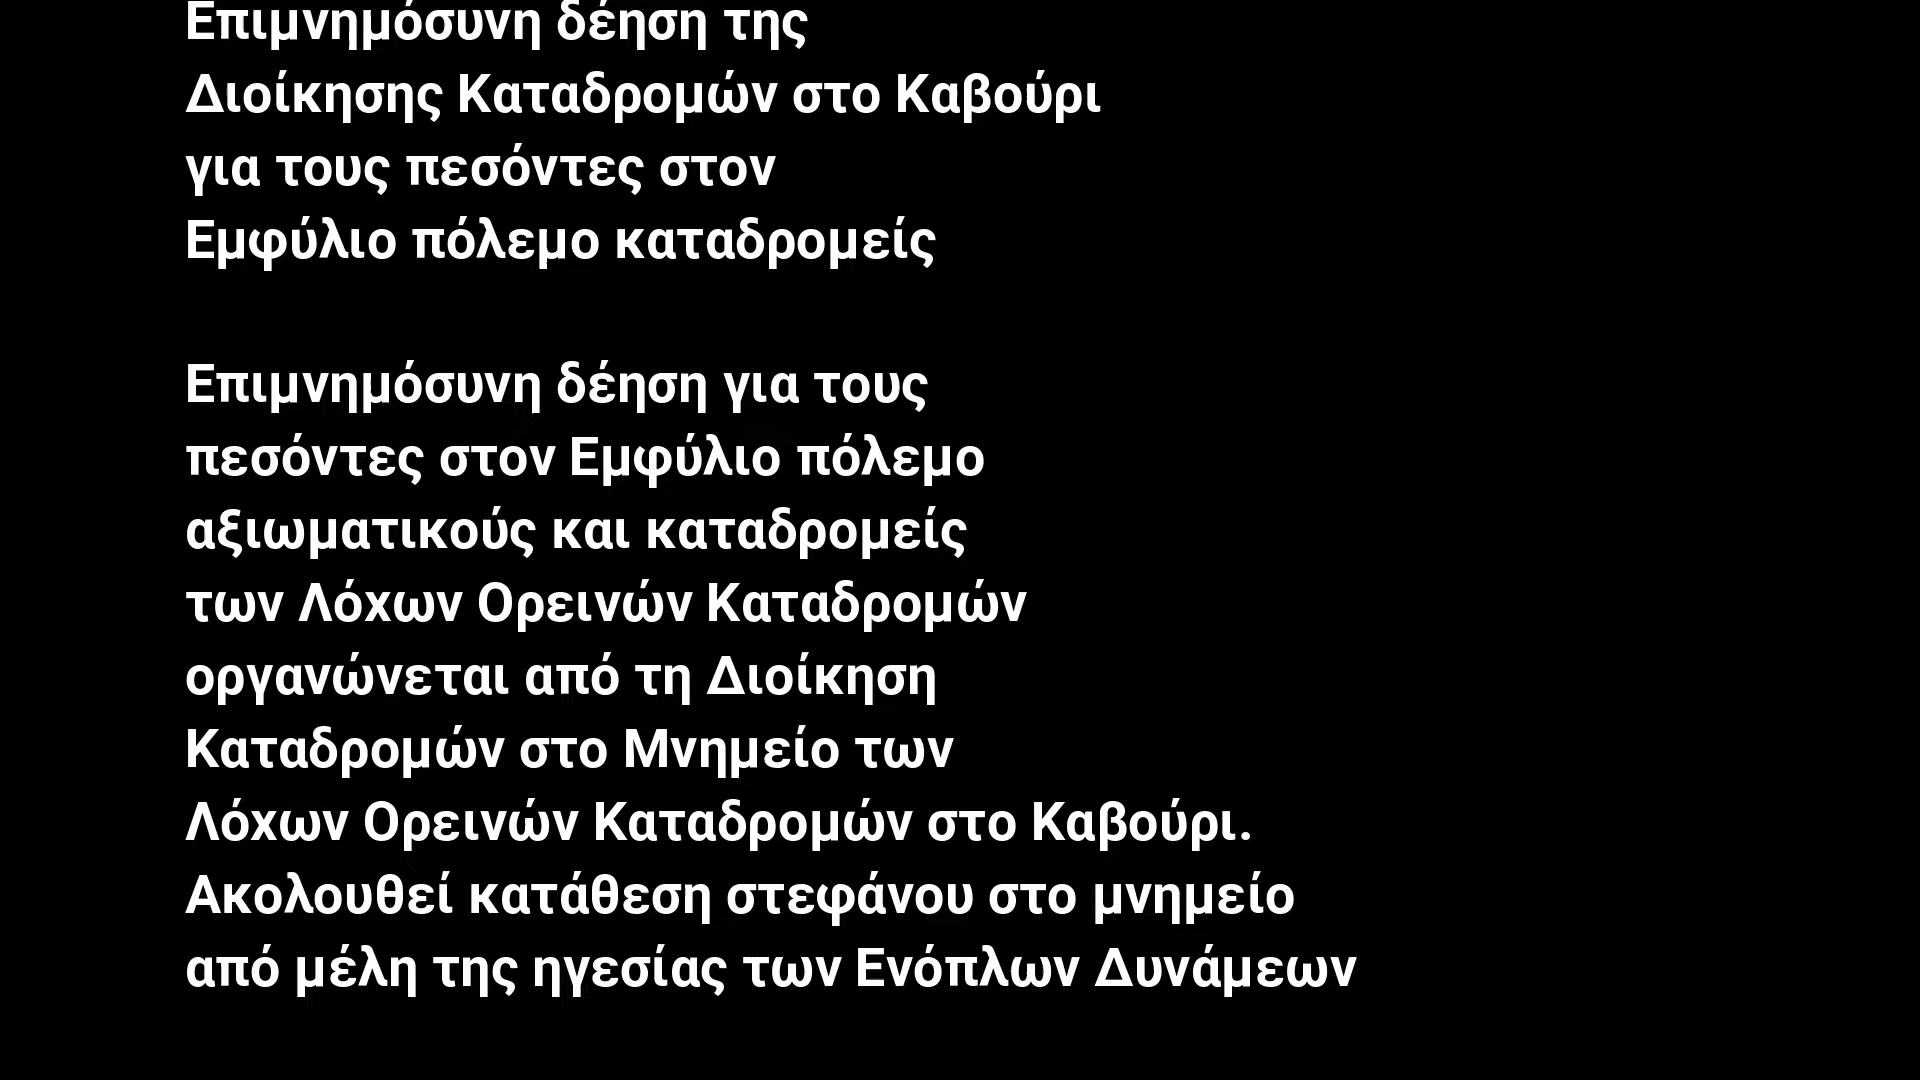 Επιμνημόσυνη δέηση της
Διοίκησης Καταδρομών στο Καβούρι
για τους πεσόντες στον
Εμφύλιο πόλεμο καταδρομείς
Επιμνημόσυνη δέηση για τους
πεσόντες στον Εμφύλιο πόλεμο
αξιωματικούς και καταδρομείς
των Λόχων Ορεινών Καταδρομών
οργανώνεται από τη Διοίκηση
Καταδρομών στο Μνημείο των
Λόχων Ορεινών Καταδρομών στο Καβούρι.
Ακολουθεί κατάθεση στεφάνου στο μνημείο
από μέλη της ηγεσίας των Ενόπλων Δυνάμεων